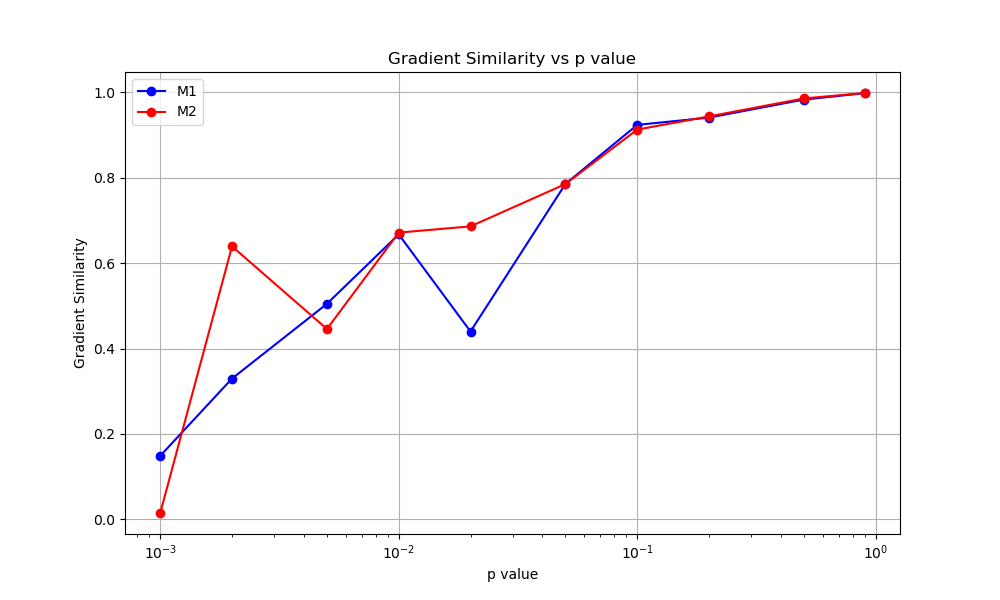 Gradient Similarity vs p value
M1
M2
1.0
0.8
0.6
0.4
0.2
0.0
Gradient Similarity
10⁻³ 10⁻² 10⁻¹ 10⁰
p value